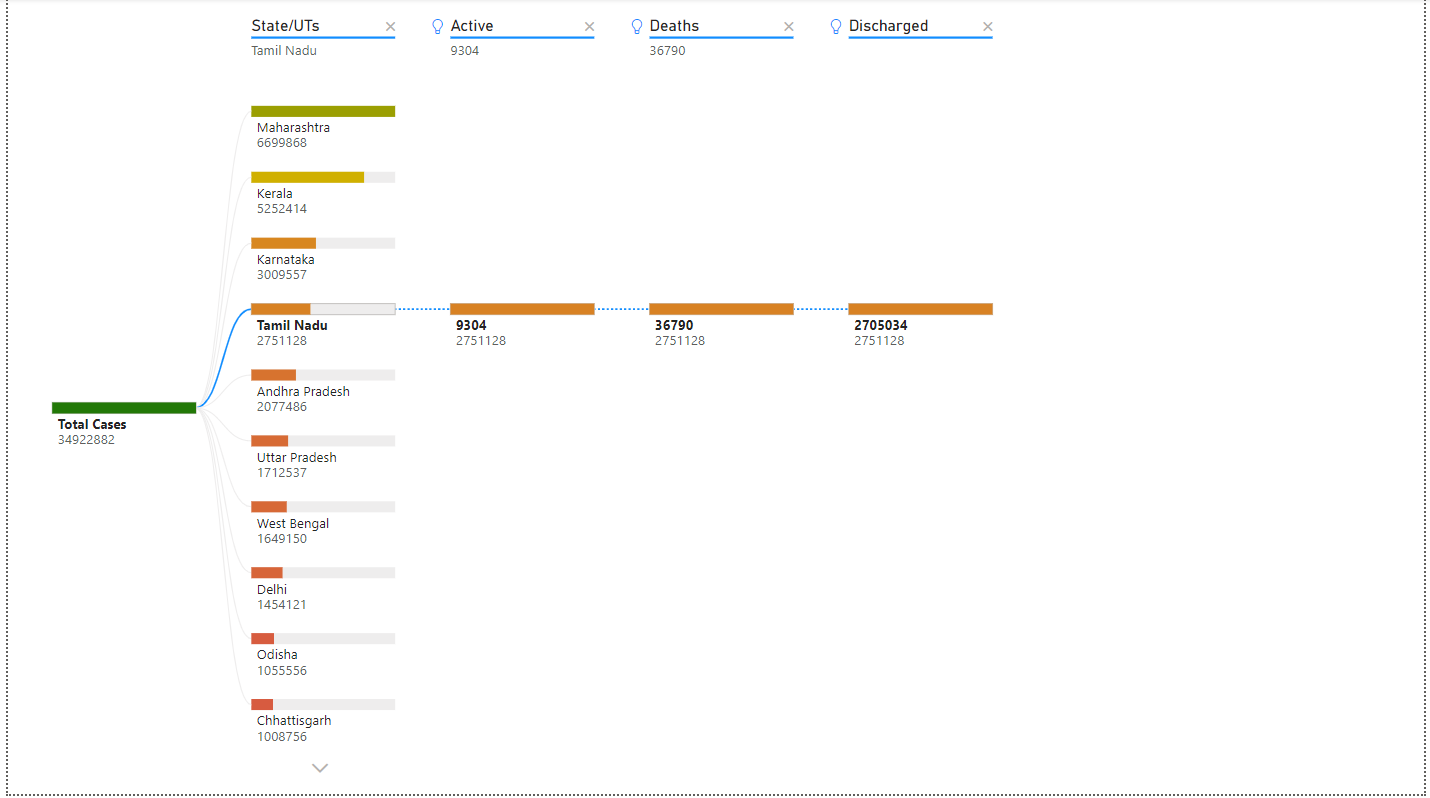 State/UTs
Tamil Nadu
Active
9304
Deaths
36790
Discharged
Maharashtra
6699868
Kerala
5252414
Karnataka
3009557
Tamil Nadu
2751128
9304
2751128
36790
2751128
2705034
2751128
Andhra Pradesh
2077486
Total Cases
34922882
Uttar Pradesh
1712537
West Bengal
1649150
Delhi
1454121
Odisha
1055556
Chhattisgarh
1008756